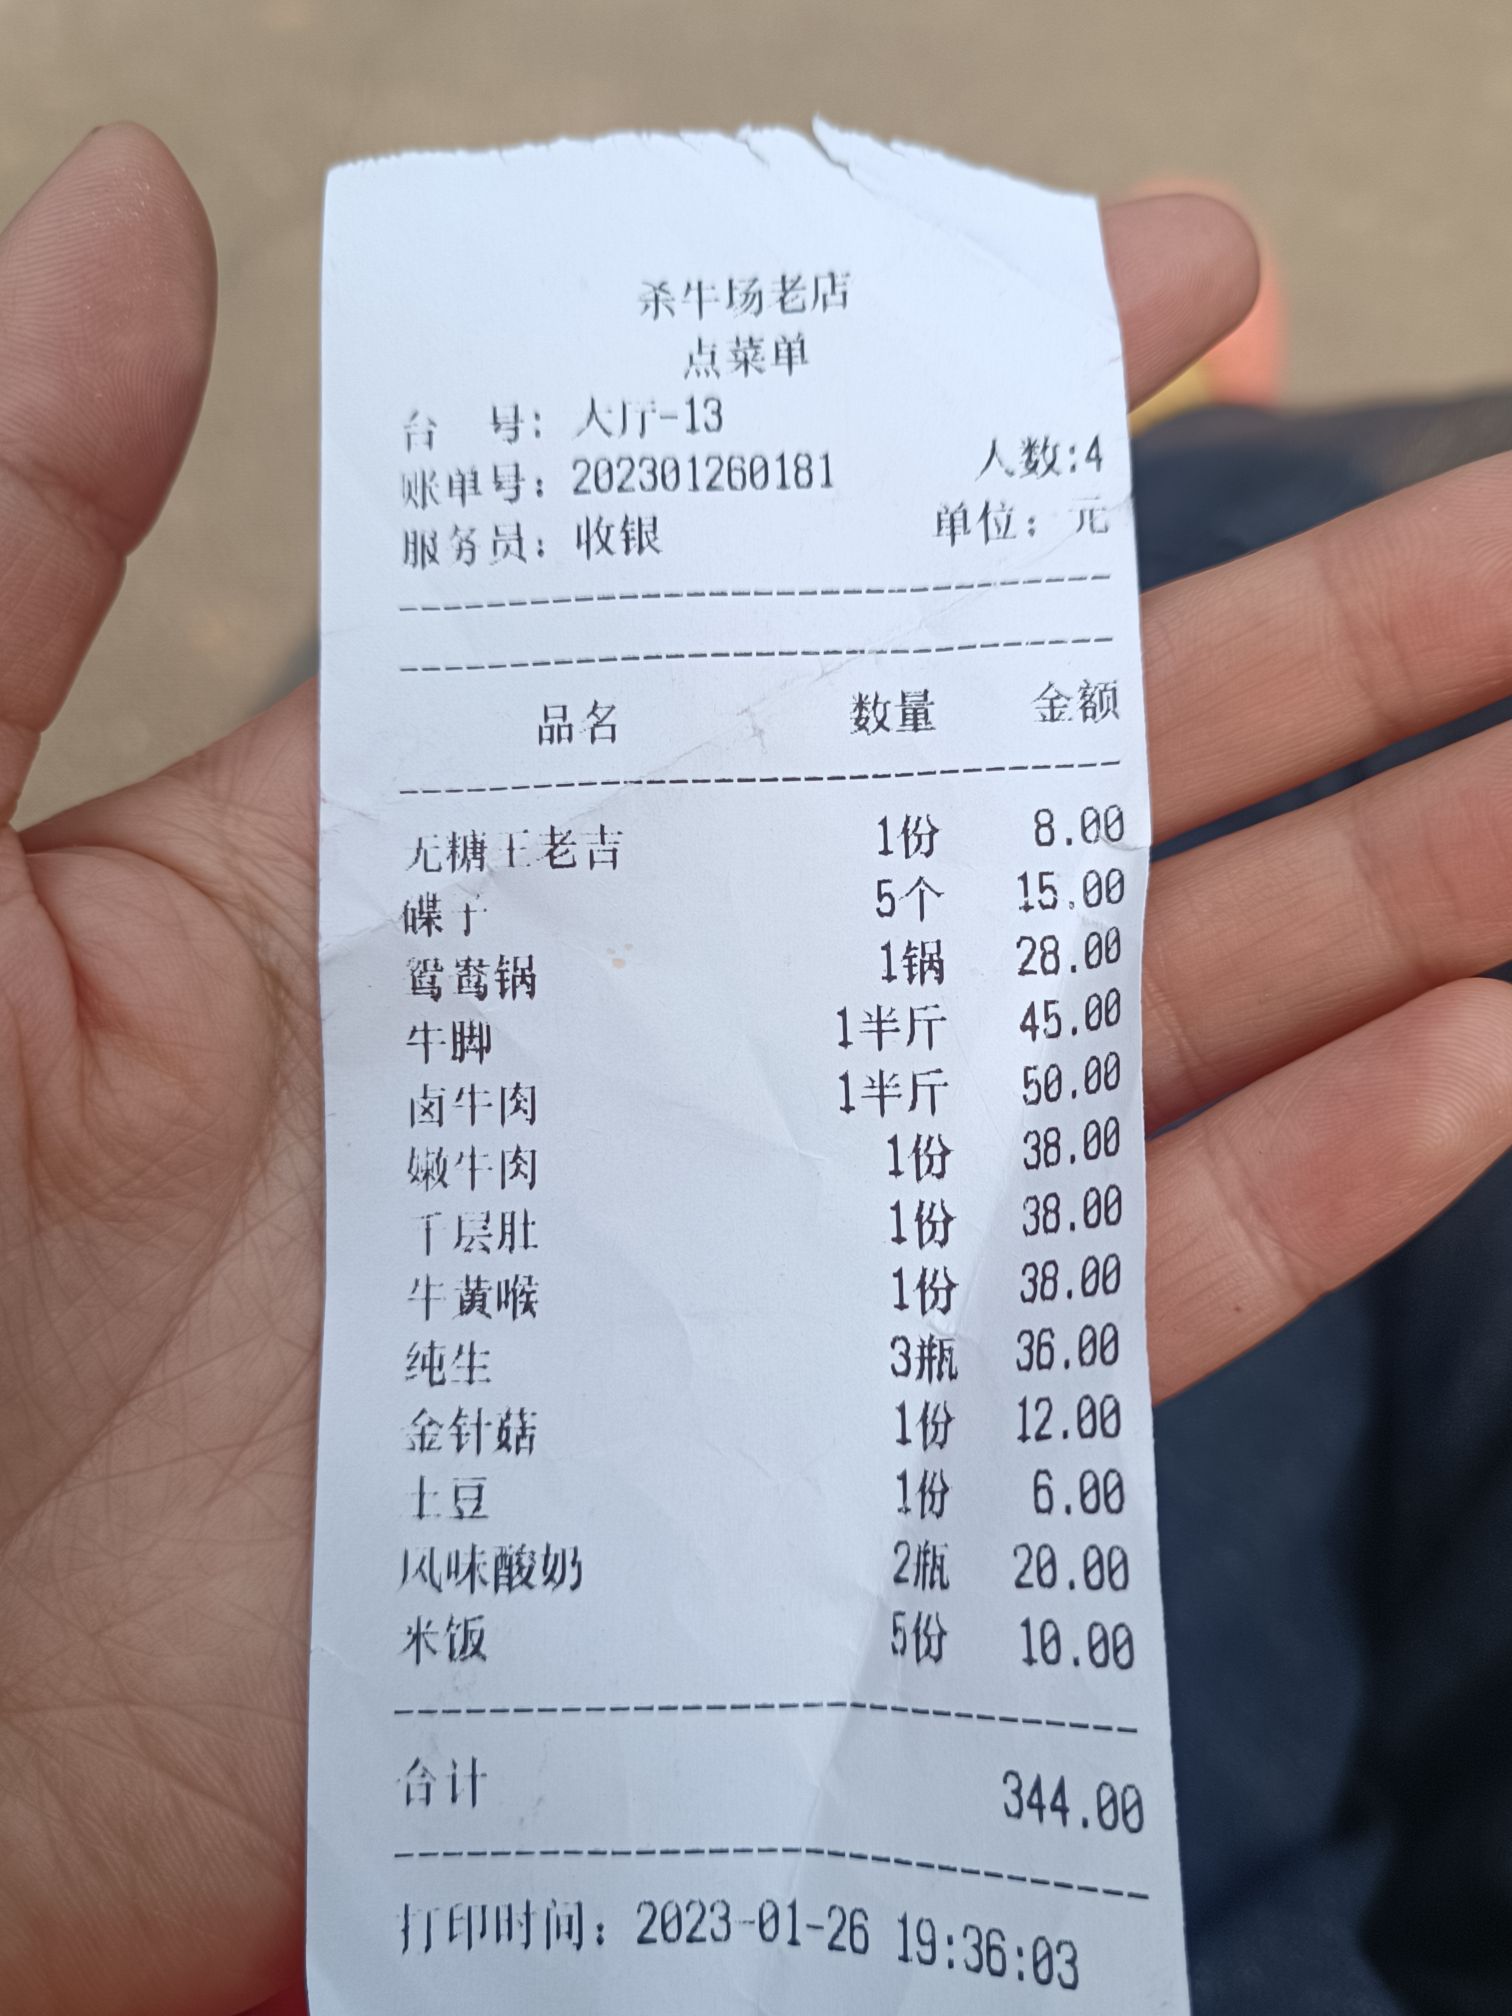 杀牛场老店
点菜单
台 号: 大厅-13
账单号: 202301260181 人数:4
服务员: 收银 单位: 元
品名 数量 金额
无糖王老吉 1份 8.00
碟子 5个 15.00
鸳鸯锅 1锅 28.00
牛脚 1半斤 45.00
卤牛肉 1半斤 50.00
嫩牛肉 1份 38.00
千层肚 1份 38.00
牛黄喉 1份 38.00
纯生 3瓶 36.00
金针菇 1份 12.00
土豆 1份 6.00
风味酸奶 2瓶 20.00
米饭 5份 10.00
合计 344.00
打印时间: 2023-01-26 19:36:03